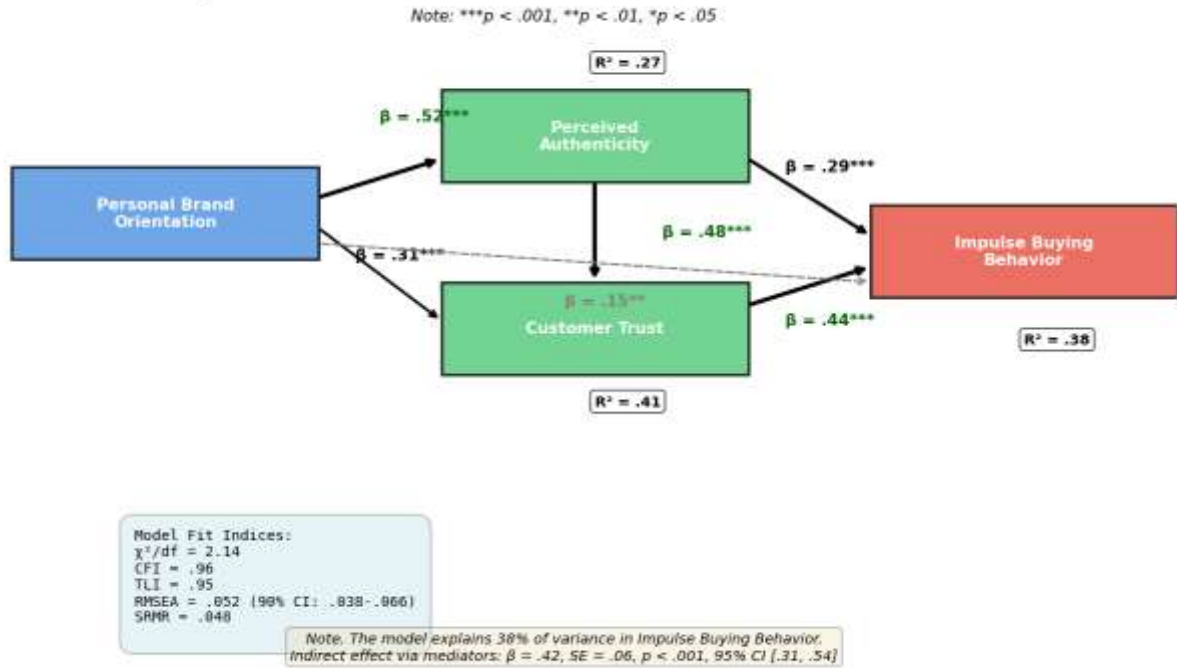 Note: ***p < .001, **p < .01, *p < .05
R² = .27
β = .52***
Perceived
Authenticity
β = .29***
Personal Brand
Orientation
β = .48***
Impulse Buying
Behavior
β = .31***
β = .15**
Customer Trust
β = .44***
R² = .38
R² = .41
Model Fit Indices:
χ²/df = 2.14
CFI = .96
TLI = .95
RMSEA = .052 (90% CI: .038-.066)
SRMR = .048
Note. The model explains 38% of variance in Impulse Buying Behavior.
Indirect effect via mediators: β = .42, SE = .06, p < .001, 95% CI [.31, .54]